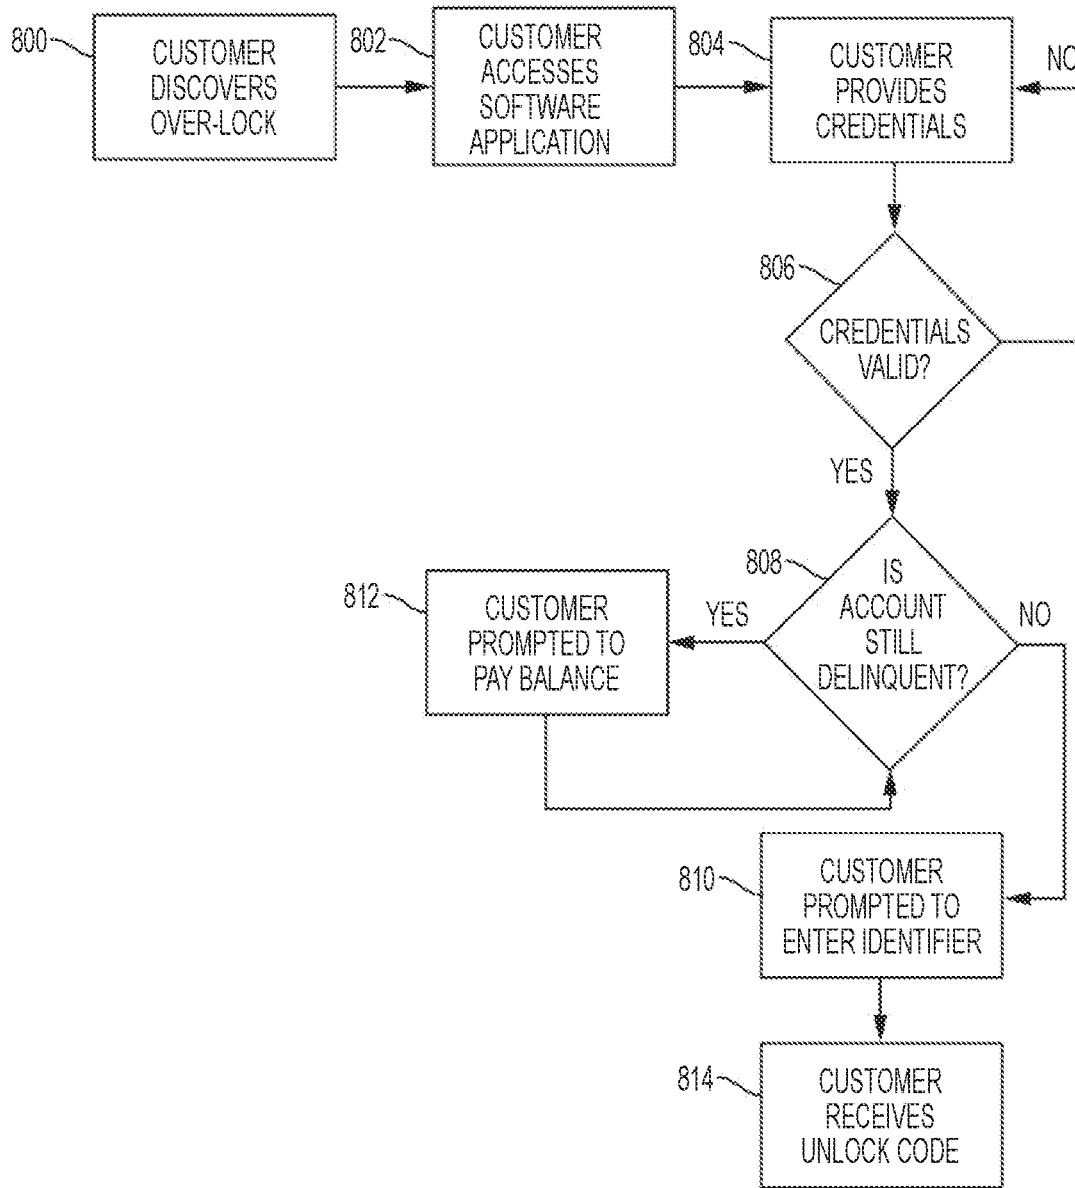 800
CUSTOMER
DISCOVERS
OVER-LOCK
802
CUSTOMER
ACCESSES
SOFTWARE
APPLICATION
804
CUSTOMER
PROVIDES
CREDENTIALS
NO
806
CREDENTIALS
VALID?
YES
808
IS
ACCOUNT
STILL
DELINQUENT?
YES
NO
812
CUSTOMER
PROMPTED TO
PAY BALANCE
810
CUSTOMER
PROMPTED TO
ENTER IDENTIFIER
814
CUSTOMER
RECEIVES
UNLOCK CODE